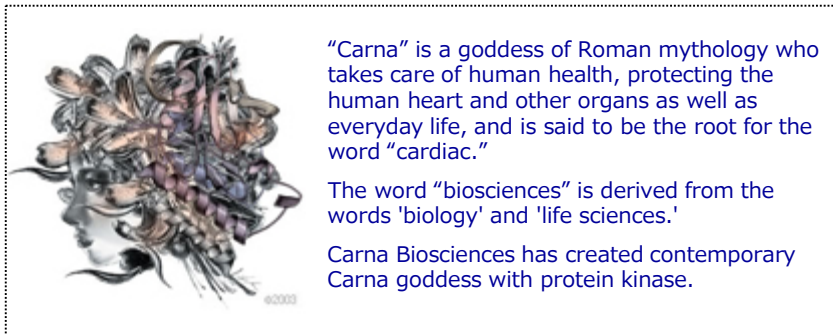 “Carna” is a goddess of Roman mythology who
takes care of human health, protecting the
human heart and other organs as well as
everyday life, and is said to be the root for the
word “cardiac.”
The word “biosciences” is derived from the
words 'biology' and 'life sciences.'
Carna Biosciences has created contemporary
Carna goddess with protein kinase.
©2003